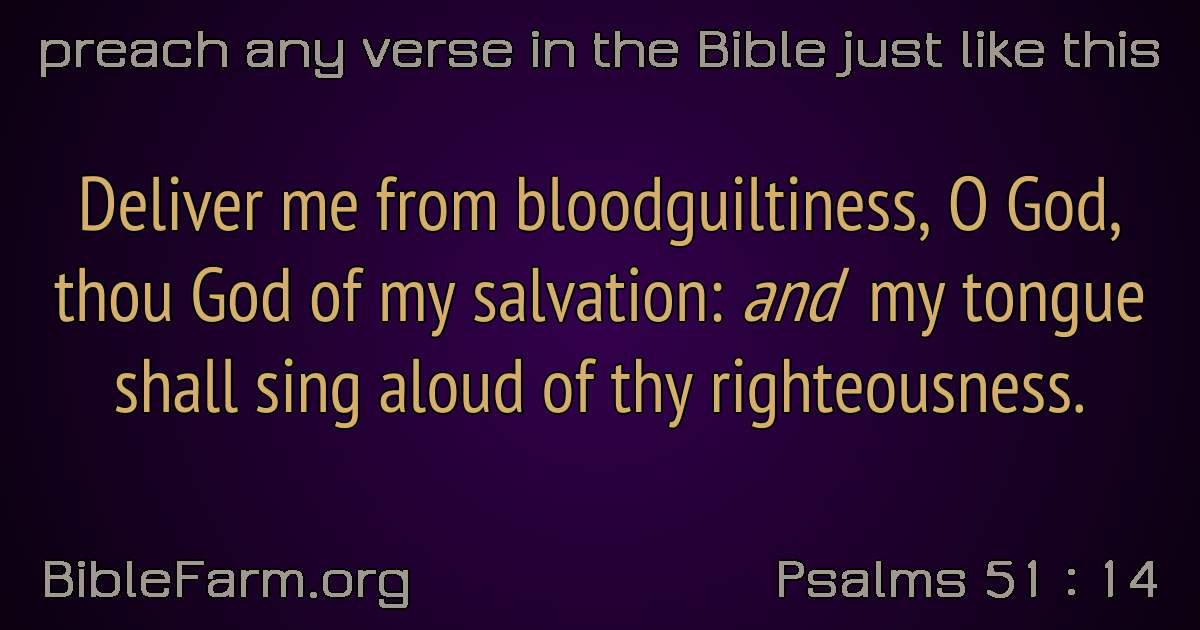 preach any verse in the Bible just like this
Deliver me from bloodguiltiness, O God,
thou God of my salvation: and my tongue
shall sing aloud of thy righteousness.
BibleFarm.org
Psalms 51 : 14